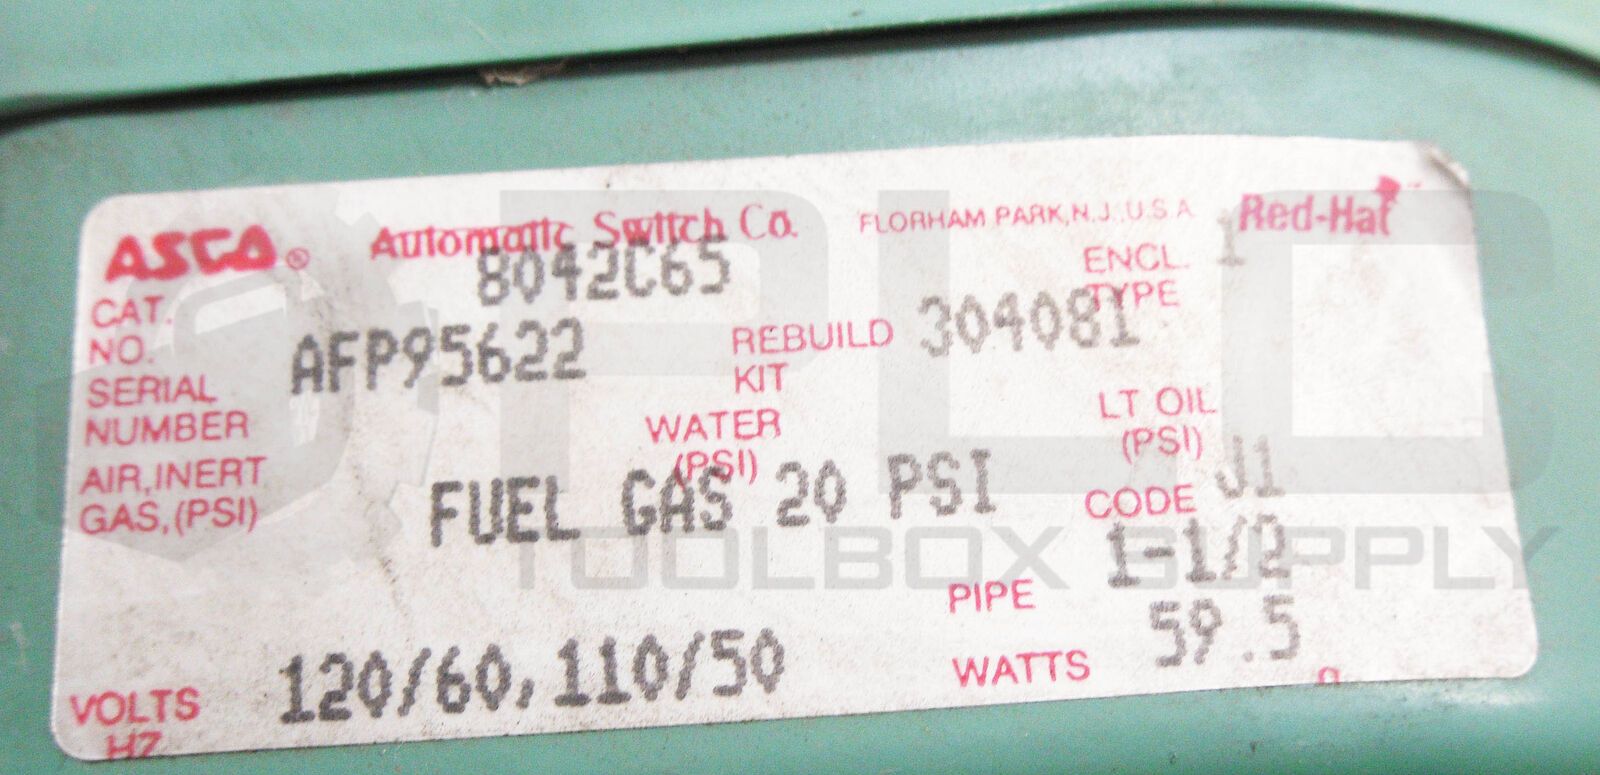 ASCO® Automatic Switch Co. FLORHAM PARK, N.J., U.S.A. Red-Hat
CAT. NO. 8042C65 ENCL. TYPE 1
SERIAL NUMBER AFP95622 REBUILD KIT 304081
AIR, INERT GAS, (PSI) WATER (PSI) LT OIL (PSI)
FUEL GAS 20 PSI CODE J1
PIPE 1-1/2
VOLTS HZ 120/60, 110/50 WATTS 59.5
PLC
TOOLBOX SUPPLY